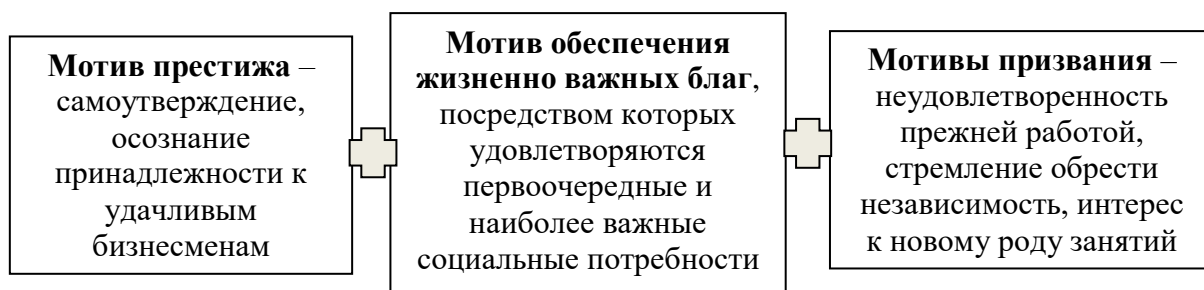 Мотив престижа –
самоутверждение,
осознание
принадлежности к
удачливым
бизнесменам
Мотив обеспечения
жизненно важных благ,
посредством которых
удовлетворяются
первоочередные и
наиболее важные
социальные потребности
Мотивы призвания –
неудовлетворенность
прежней работой,
стремление обрести
независимость, интерес
к новому роду занятий